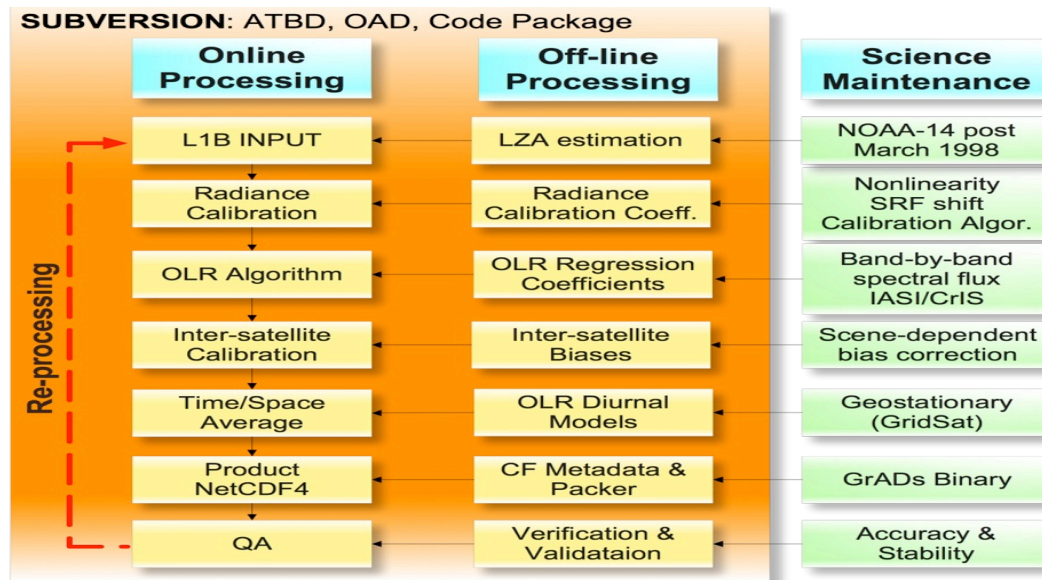 SUBVERSION: ATBD, OAD, Code Package
Online
Processing
Off-line
Processing
Science
Maintenance
L1B INPUT
LZA estimation
NOAA-14 post
March 1998
Radiance
Calibration
Radiance
Calibration Coeff.
Nonlinearity
SRF shift
Calibration Algor.
OLR Algorithm
OLR Regression
Coefficients
Band-by-band
spectral flux
IASI/CrIS
Inter-satellite
Calibration
Inter-satellite
Biases
Scene-dependent
bias correction
Time/Space
Average
OLR Diurnal
Models
Geostationary
(GridSat)
Product
NetCDF4
CF Metadata &
Packer
GrADs Binary
QA
Verification &
Validataion
Accuracy &
Stability
Re-processing